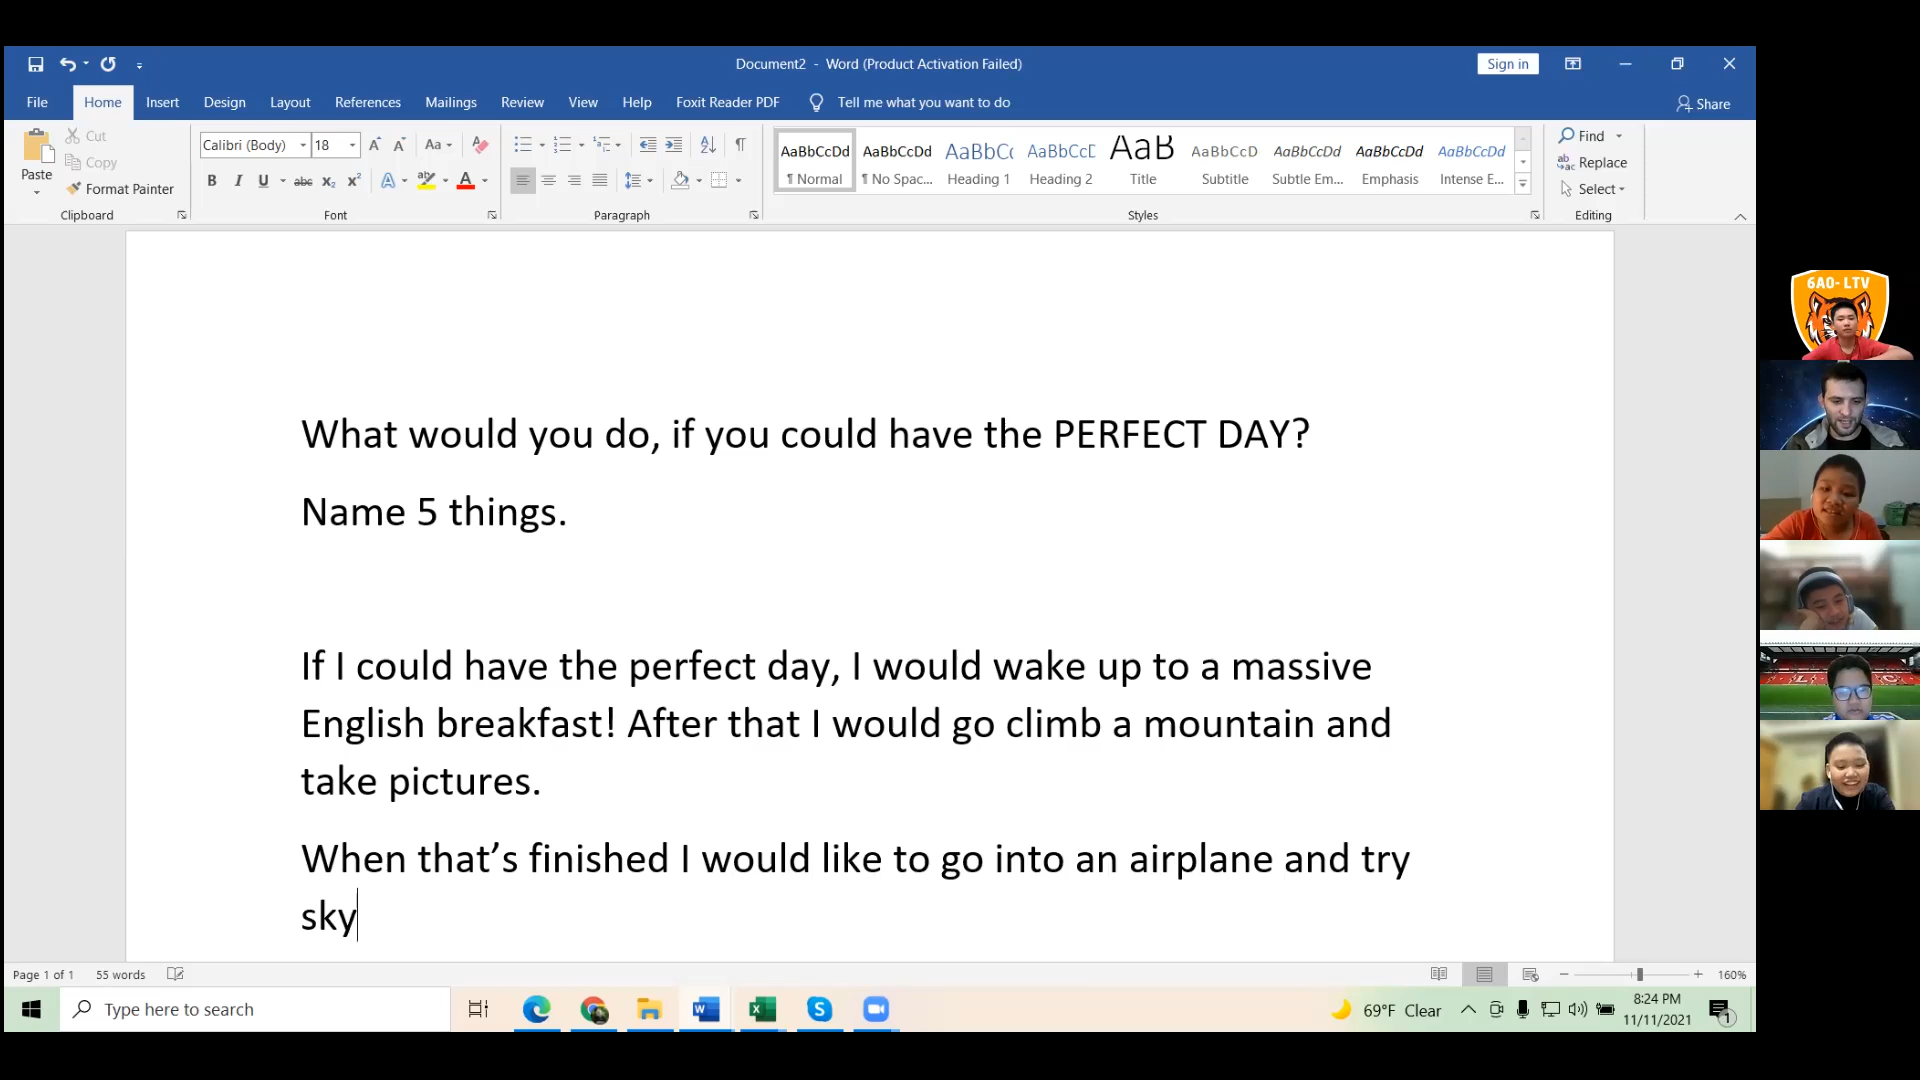 Document2 - Word (Product Activation Failed)
Sign in
File Home Insert Design Layout References Mailings Review View Help Foxit Reader PDF Tell me what you want to do Share
Paste
Cut
Copy
Format Painter
Clipboard
Calibri (Body) 18
Font
Paragraph
AaBbCcDd AaBbCcDd AaBbCc AaBbCcD AaB AaBbCcD AaBbCcDd AaBbCcDd AaBbCcDd
¶ Normal ¶ No Spac... Heading 1 Heading 2 Title Subtitle Subtle Em... Emphasis Intense E...
Styles
Find
Replace
Select
Editing
What would you do, if you could have the PERFECT DAY?
Name 5 things.
If I could have the perfect day, I would wake up to a massive
English breakfast! After that I would go climb a mountain and
take pictures.
When that’s finished I would like to go into an airplane and try
sky
Page 1 of 1 55 words 160%
Type here to search
69°F Clear
8:24 PM
11/11/2021
1
6A0-LTV